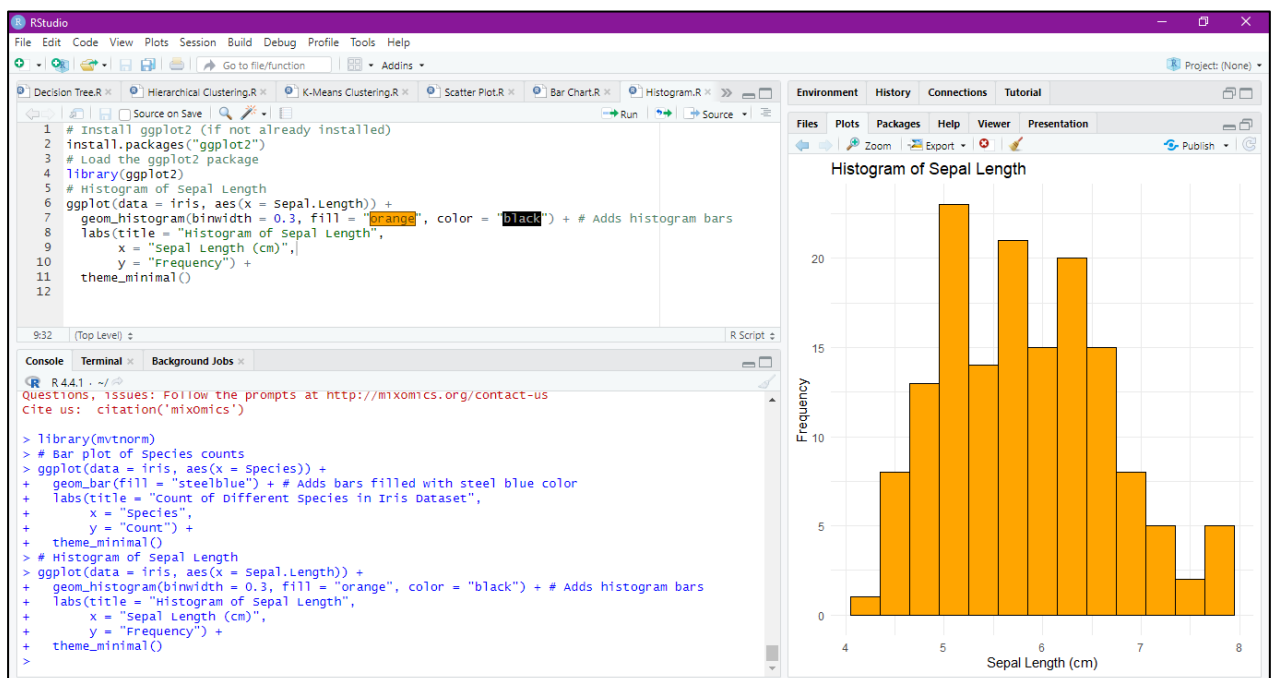 RStudio
File Edit Code View Plots Session Build Debug Profile Tools Help
Go to file/function Addins Project: (None)
Decision Tree.R Hierarchical Clustering.R K-Means Clustering.R Scatter Plot.R Bar Chart.R Histogram.R
Source on Save Run Source
1 # Install ggplot2 (if not already installed)
2 install.packages("ggplot2")
3 # Load the ggplot2 package
4 library(ggplot2)
5 # Histogram of Sepal Length
6 ggplot(data = iris, aes(x = Sepal.Length)) +
7   geom_histogram(binwidth = 0.3, fill = "orange", color = "black") + # Adds histogram bars
8   labs(title = "Histogram of Sepal Length",
9        x = "Sepal Length (cm)",
10        y = "Frequency") +
11   theme_minimal()
12
9:32 (Top Level) R Script
Console Terminal Background Jobs
R 4.4.1 · ~/
Questions, issues: Follow the prompts at http://mixomics.org/contact-us
Cite us:  citation('mixOmics')
> library(mvtnorm)
> # Bar plot of Species counts
> ggplot(data = iris, aes(x = Species)) +
+   geom_bar(fill = "steelblue") + # Adds bars filled with steel blue color
+   labs(title = "Count of Different Species in Iris Dataset",
+        x = "Species",
+        y = "Count") +
+   theme_minimal()
> # Histogram of Sepal Length
> ggplot(data = iris, aes(x = Sepal.Length)) +
+   geom_histogram(binwidth = 0.3, fill = "orange", color = "black") + # Adds histogram bars
+   labs(title = "Histogram of Sepal Length",
+        x = "Sepal Length (cm)",
+        y = "Frequency") +
+   theme_minimal()
>
Environment History Connections Tutorial
Files Plots Packages Help Viewer Presentation
Zoom Export Publish
Histogram of Sepal Length
20
15
10
5
0
Frequency
4 5 6 7 8
Sepal Length (cm)